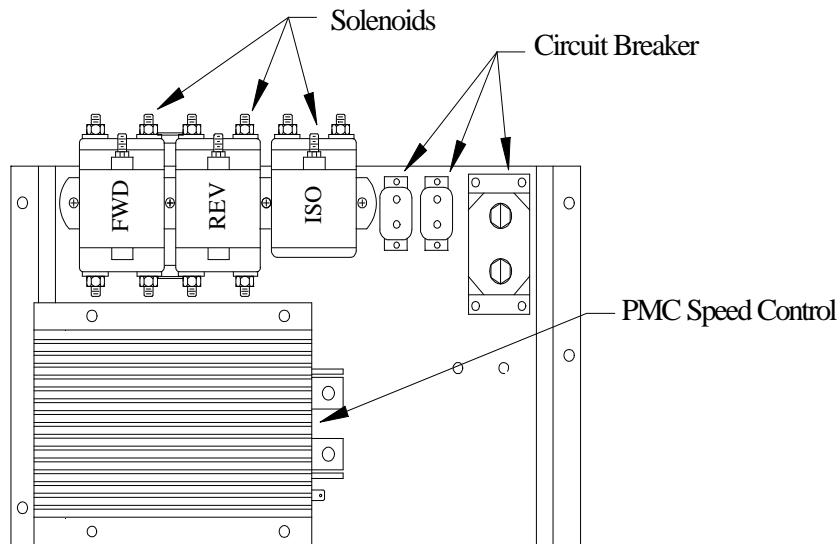 Solenoids
Circuit Breaker
FWD
REV
ISO
PMC Speed Control